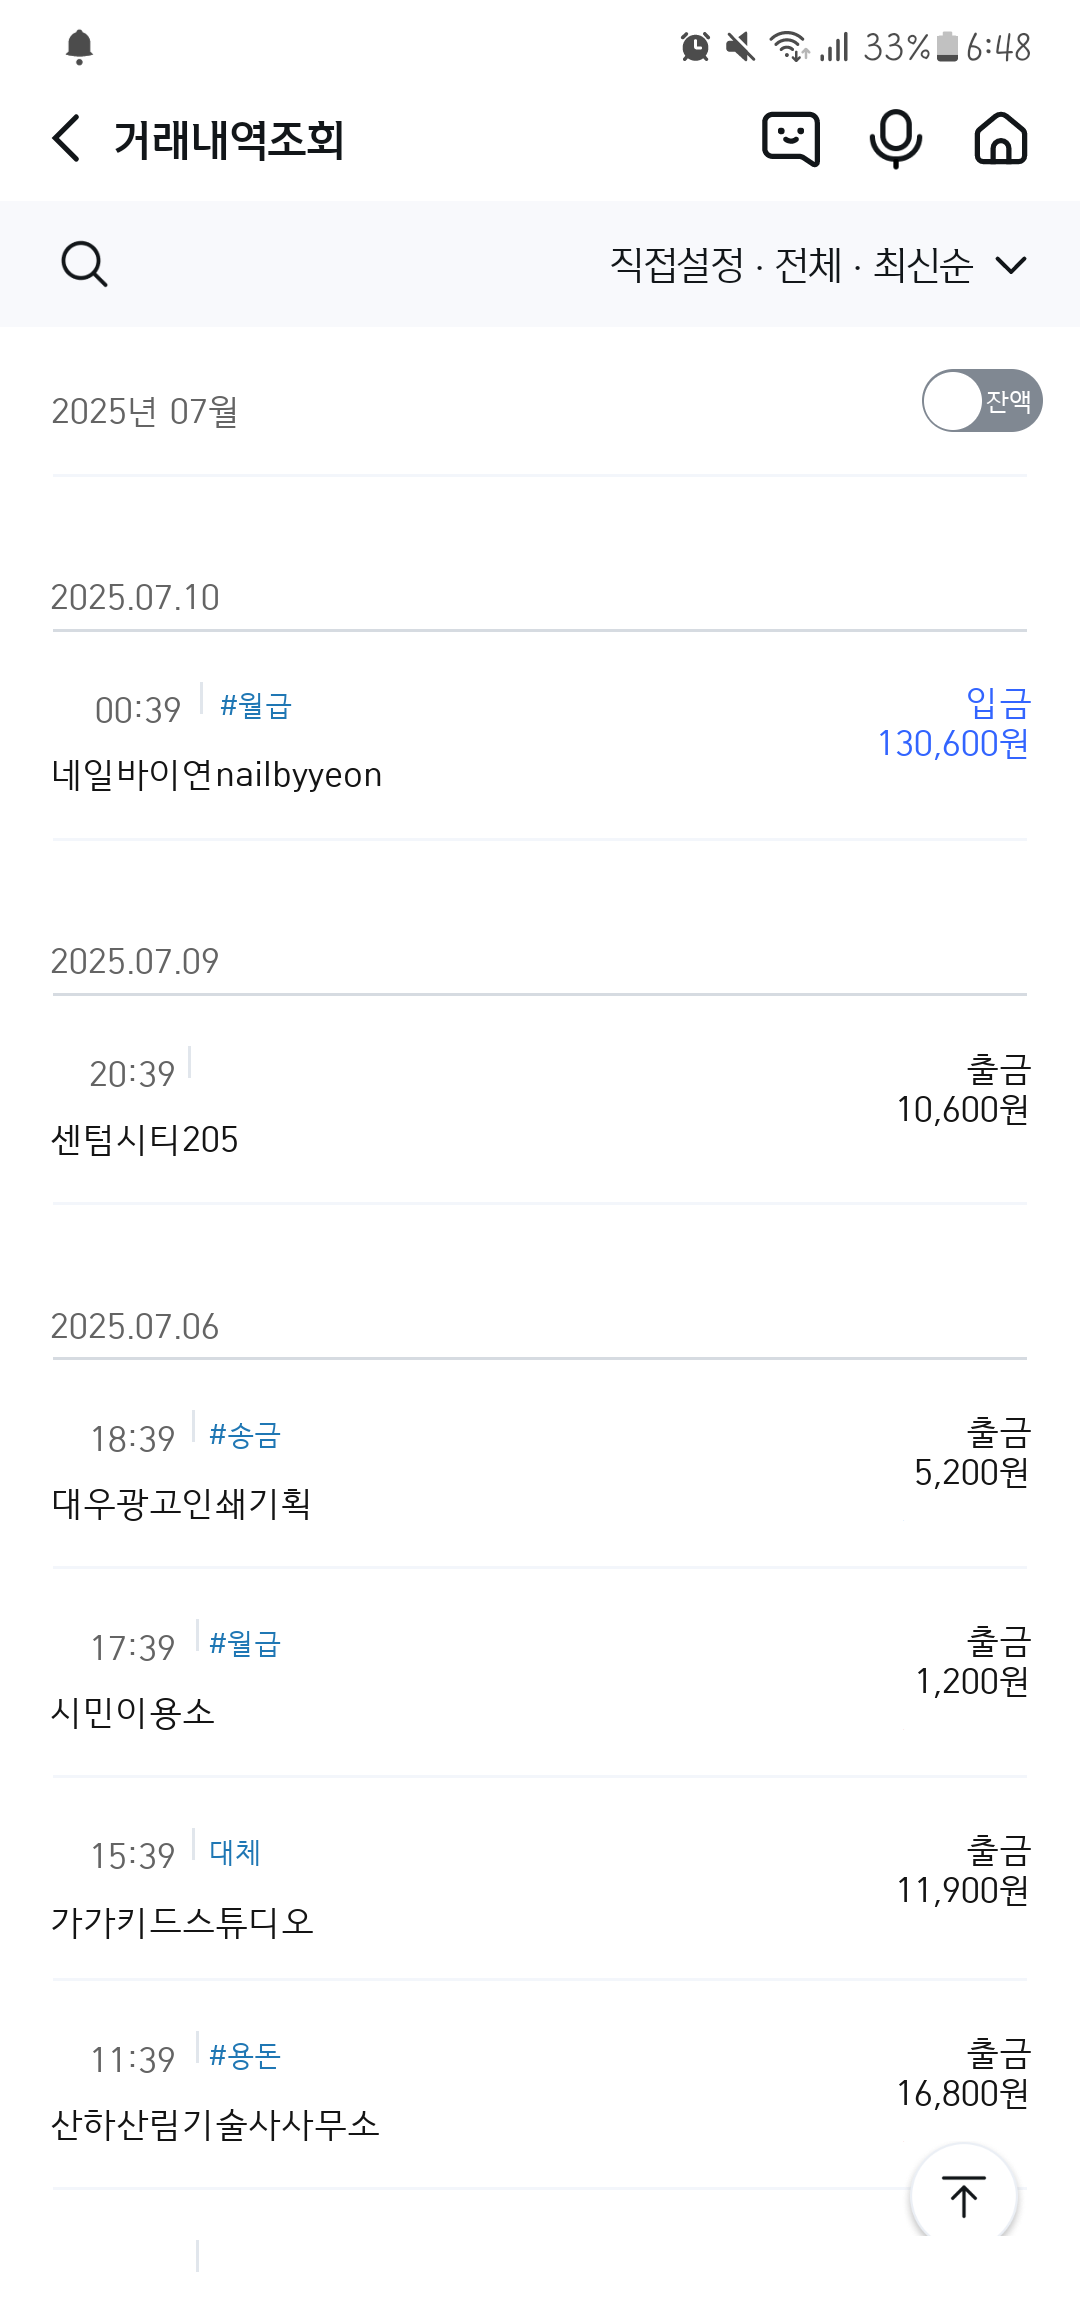 33% 6:48
거래내역조회
직접설정 · 전체 · 최신순
2025년 07월
잔액
2025.07.10
00:39 #월급 입금
130,600원
네일바이연nailbyyeon
2025.07.09
20:39 출금
10,600원
센텀시티205
2025.07.06
18:39 #송금 출금
5,200원
대우광고인쇄기획
17:39 #월급 출금
1,200원
시민이용소
15:39 대체 출금
11,900원
가가키드스튜디오
11:39 #용돈 출금
16,800원
산하산림기술사사무소